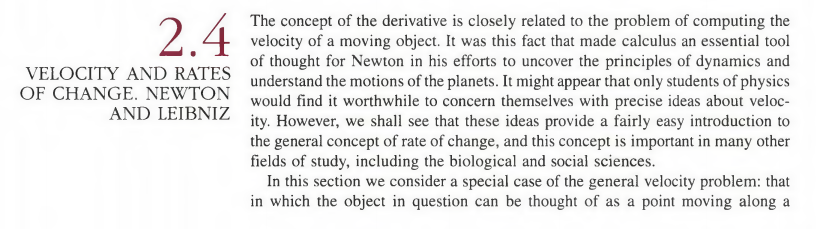 2.4
VELOCITY AND RATES
OF CHANGE. NEWTON
AND LEIBNIZ
The concept of the derivative is closely related to the problem of computing the
velocity of a moving object. It was this fact that made calculus an essential tool
of thought for Newton in his efforts to uncover the principles of dynamics and
understand the motions of the planets. It might appear that only students of physics
would find it worthwhile to concern themselves with precise ideas about veloc-
ity. However, we shall see that these ideas provide a fairly easy introduction to
the general concept of rate of change, and this concept is important in many other
fields of study, including the biological and social sciences.
In this section we consider a special case of the general velocity problem: that
in which the object in question can be thought of as a point moving along a